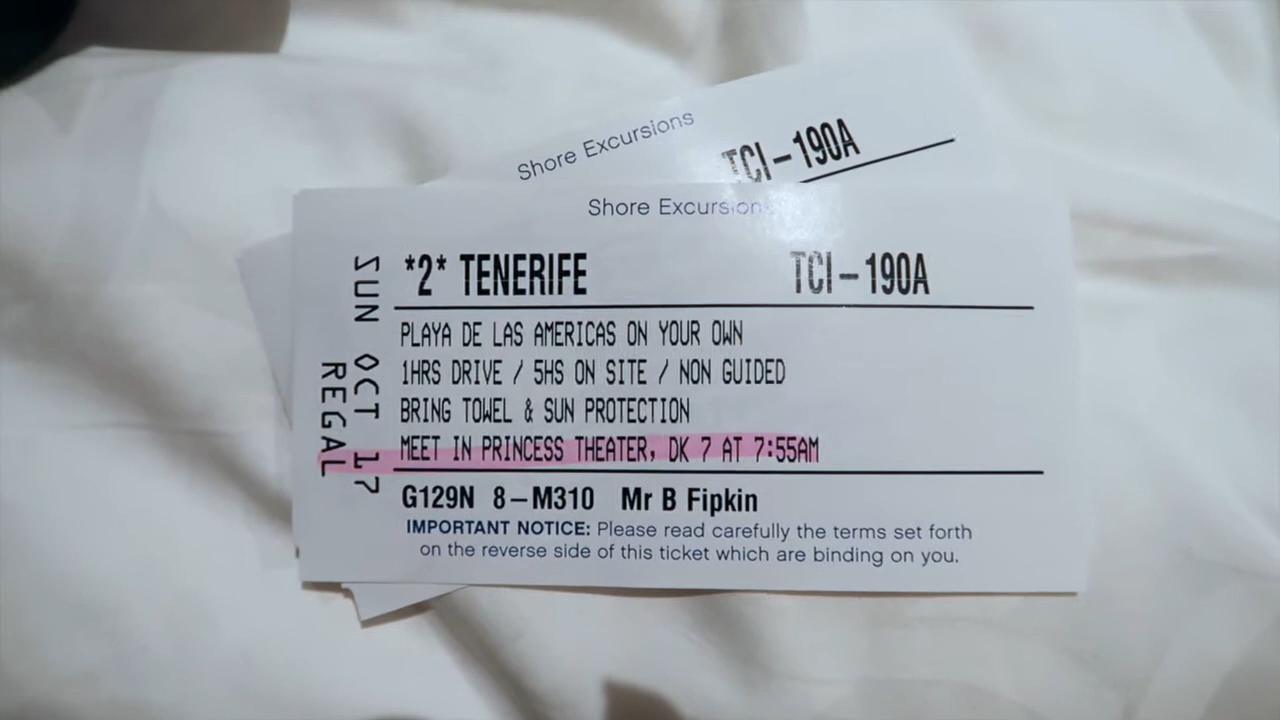 Shore Excursions
TCI-190A
Shore Excursions
*2* TENERIFE TCI-190A
PLAYA DE LAS AMERICAS ON YOUR OWN
1HRS DRIVE / 5HS ON SITE / NON GUIDED
BRING TOWEL & SUN PROTECTION
MEET IN PRINCESS THEATER, DK 7 AT 7:55AM
G129N 8-M310 Mr B Fipkin
IMPORTANT NOTICE: Please read carefully the terms set forth
on the reverse side of this ticket which are binding on you.
SUN OCT 17
REGAL